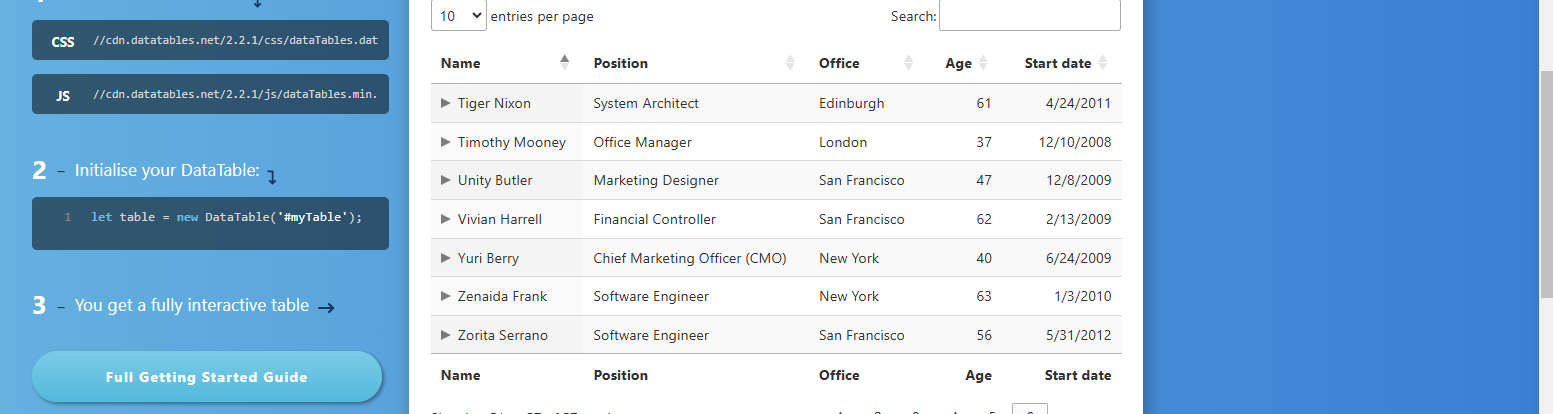 CSS //cdn.datatables.net/2.2.1/css/dataTables.dat
JS //cdn.datatables.net/2.2.1/js/dataTables.min.
2 – Initialise your DataTable:
1 let table = new DataTable('#myTable');
3 – You get a fully interactive table →
Full Getting Started Guide
10 entries per page
Search:
Name Position Office Age Start date
Tiger Nixon System Architect Edinburgh 61 4/24/2011
Timothy Mooney Office Manager London 37 12/10/2008
Unity Butler Marketing Designer San Francisco 47 12/8/2009
Vivian Harrell Financial Controller San Francisco 62 2/13/2009
Yuri Berry Chief Marketing Officer (CMO) New York 40 6/24/2009
Zenaida Frank Software Engineer New York 63 1/3/2010
Zorita Serrano Software Engineer San Francisco 56 5/31/2012
Name Position Office Age Start date